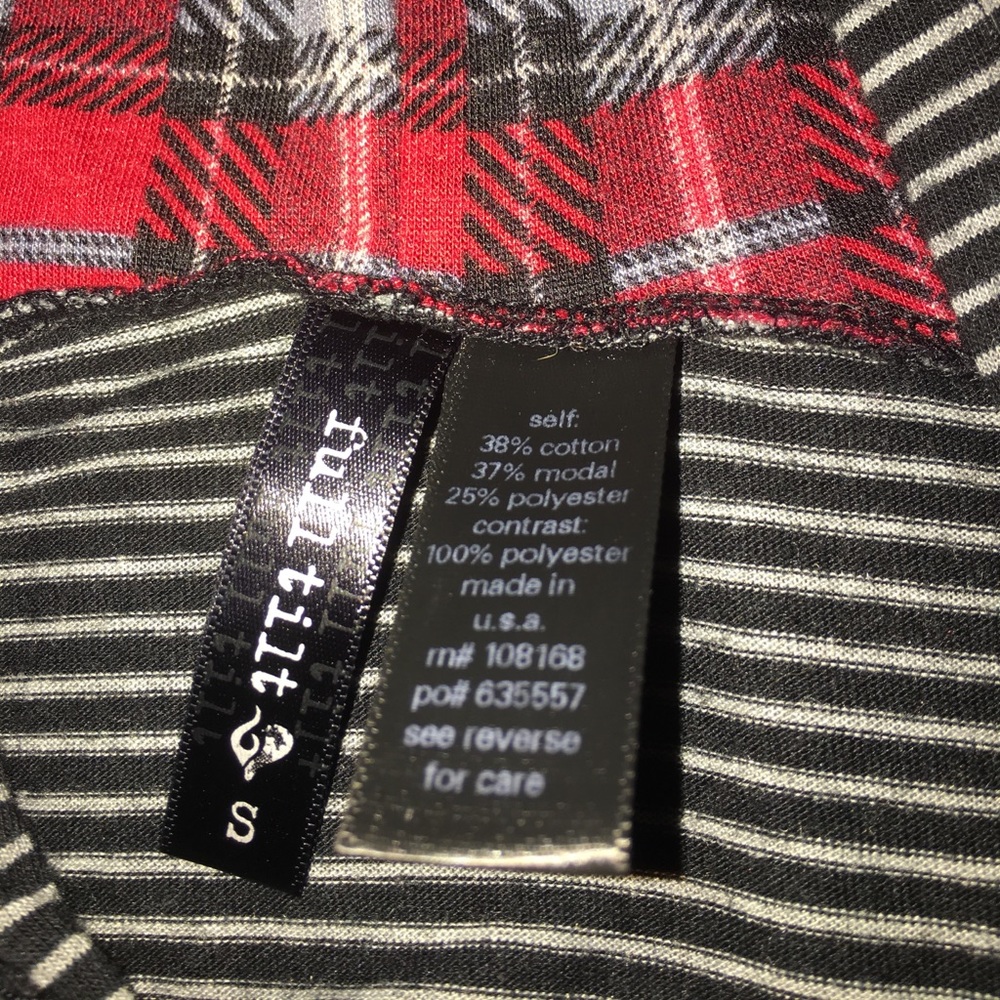 full tilt
S
self:
38% cotton
37% modal
25% polyester
contrast:
100% polyester
made in
u.s.a.
rn# 108168
po# 635557
see reverse
for care